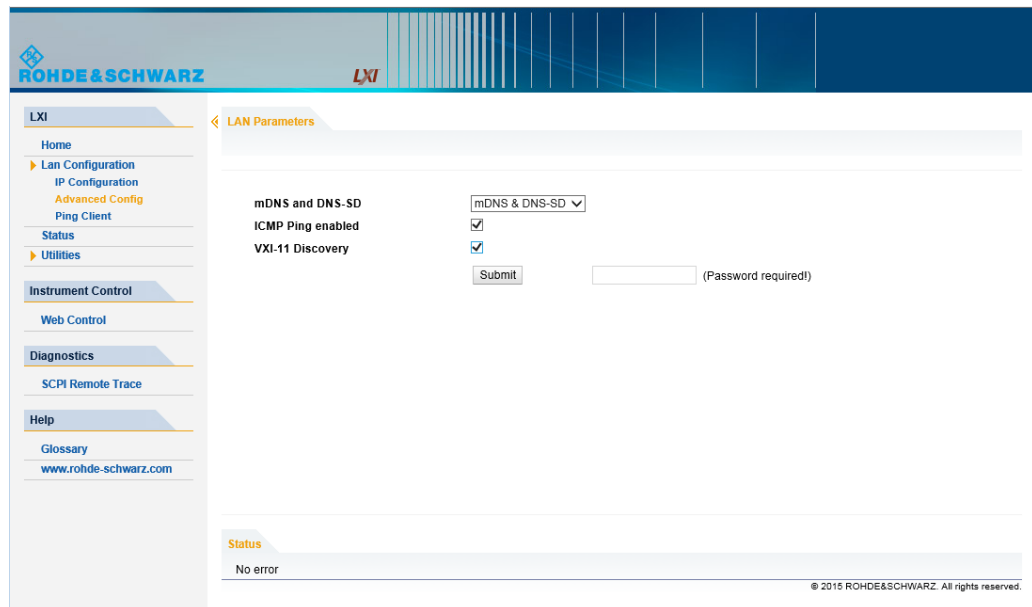 ROHDE & SCHWARZ
LXI
LXI
Home
Lan Configuration
IP Configuration
Advanced Config
Ping Client
Status
Utilities
Instrument Control
Web Control
Diagnostics
SCPI Remote Trace
Help
Glossary
www.rohde-schwarz.com
LAN Parameters
mDNS and DNS-SD mDNS & DNS-SD
ICMP Ping enabled
VXI-11 Discovery
Submit (Password required!)
Status
No error
© 2015 ROHDE&SCHWARZ. All rights reserved.